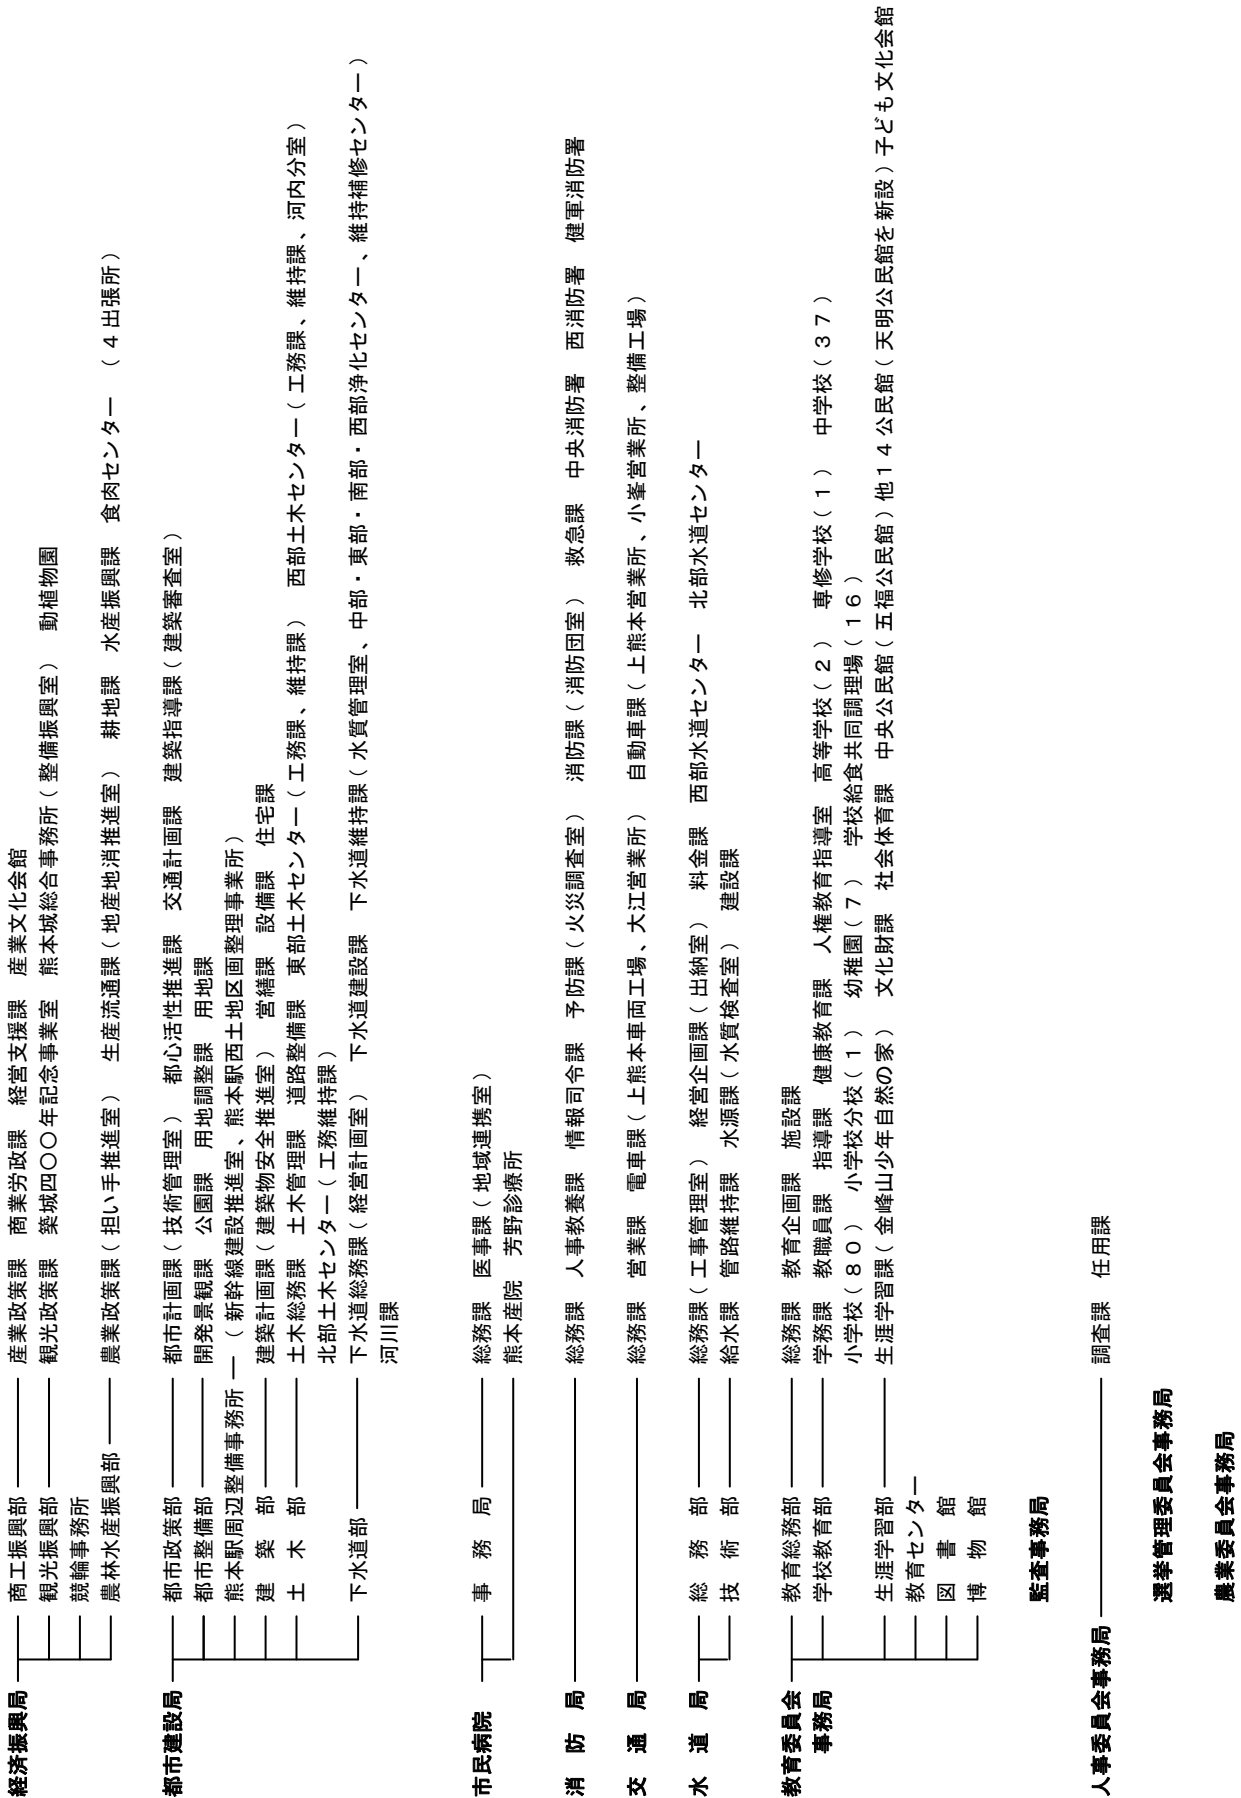 経済振興局 商工振興部 産業政策課 商業労政課 経営支援課 産業文化会館
観光振興部 観光政策課 築城四〇〇年記念事業室 熊本城総合事務所(整備振興室) 動植物園
競輪事務所
農林水産振興部 農業政策課(担い手推進室) 生産流通課(地産地消推進室) 耕地課 水産振興課 食肉センター (4出張所)
都市建設局 都市政策部 都市計画課(技術管理室) 都心活性推進課 交通計画課 建築指導課(建築審査室)
都市整備部 開発景観課 公園課 用地調整課 用地課
熊本駅周辺整備事務所 (新幹線建設推進室、熊本駅西土地区画整理事業所)
建築部 建築計画課(建築物安全推進室) 営繕課 設備課 住宅課
土木部 土木総務課 土木管理課 道路整備課 東部土木センター(工務課、維持課) 西部土木センター(工務課、維持課、河内分室)
北部土木センター(工務維持課)
下水道部 下水道総務課(経営計画室) 下水道建設課 下水道維持課(水質管理室、中部・東部・南部・西部浄化センター、維持補修センター)
河川課
市民病院 事務局 総務課 医事課(地域連携室)
熊本産院 芳野診療所
消防局 総務課 人事教養課 情報司令課 予防課(火災調査室) 消防課(消防団室) 救急課 中央消防署 西消防署 健軍消防署
交通局 総務課 営業課 電車課(上熊本車両工場、大江営業所) 自動車課(上熊本営業所、小峯営業所、整備工場)
水道局 総務部 総務課(工事管理室) 経営企画課(出納室) 料金課 西部水道センター 北部水道センター
技術部 給水課 管路維持課 水源課(水質検査室) 建設課
教育委員会 教育総務部 総務課 教育企画課 施設課
事務局 学校教育部 学務課 教職員課 指導課 健康教育課 人権教育指導室 高等学校(2) 専修学校(1) 中学校(37)
小学校(80) 小学校分校(1) 幼稚園(7) 学校給食共同調理場(16)
生涯学習部 生涯学習課(金峰山少年自然の家) 文化財課 社会体育課 中央公民館(五福公民館)他14公民館(天明公民館を新設)子ども文化会館
教育センター
図書館
博物館
監査事務局
人事委員会事務局 調査課 任用課
選挙管理委員会事務局
農業委員会事務局